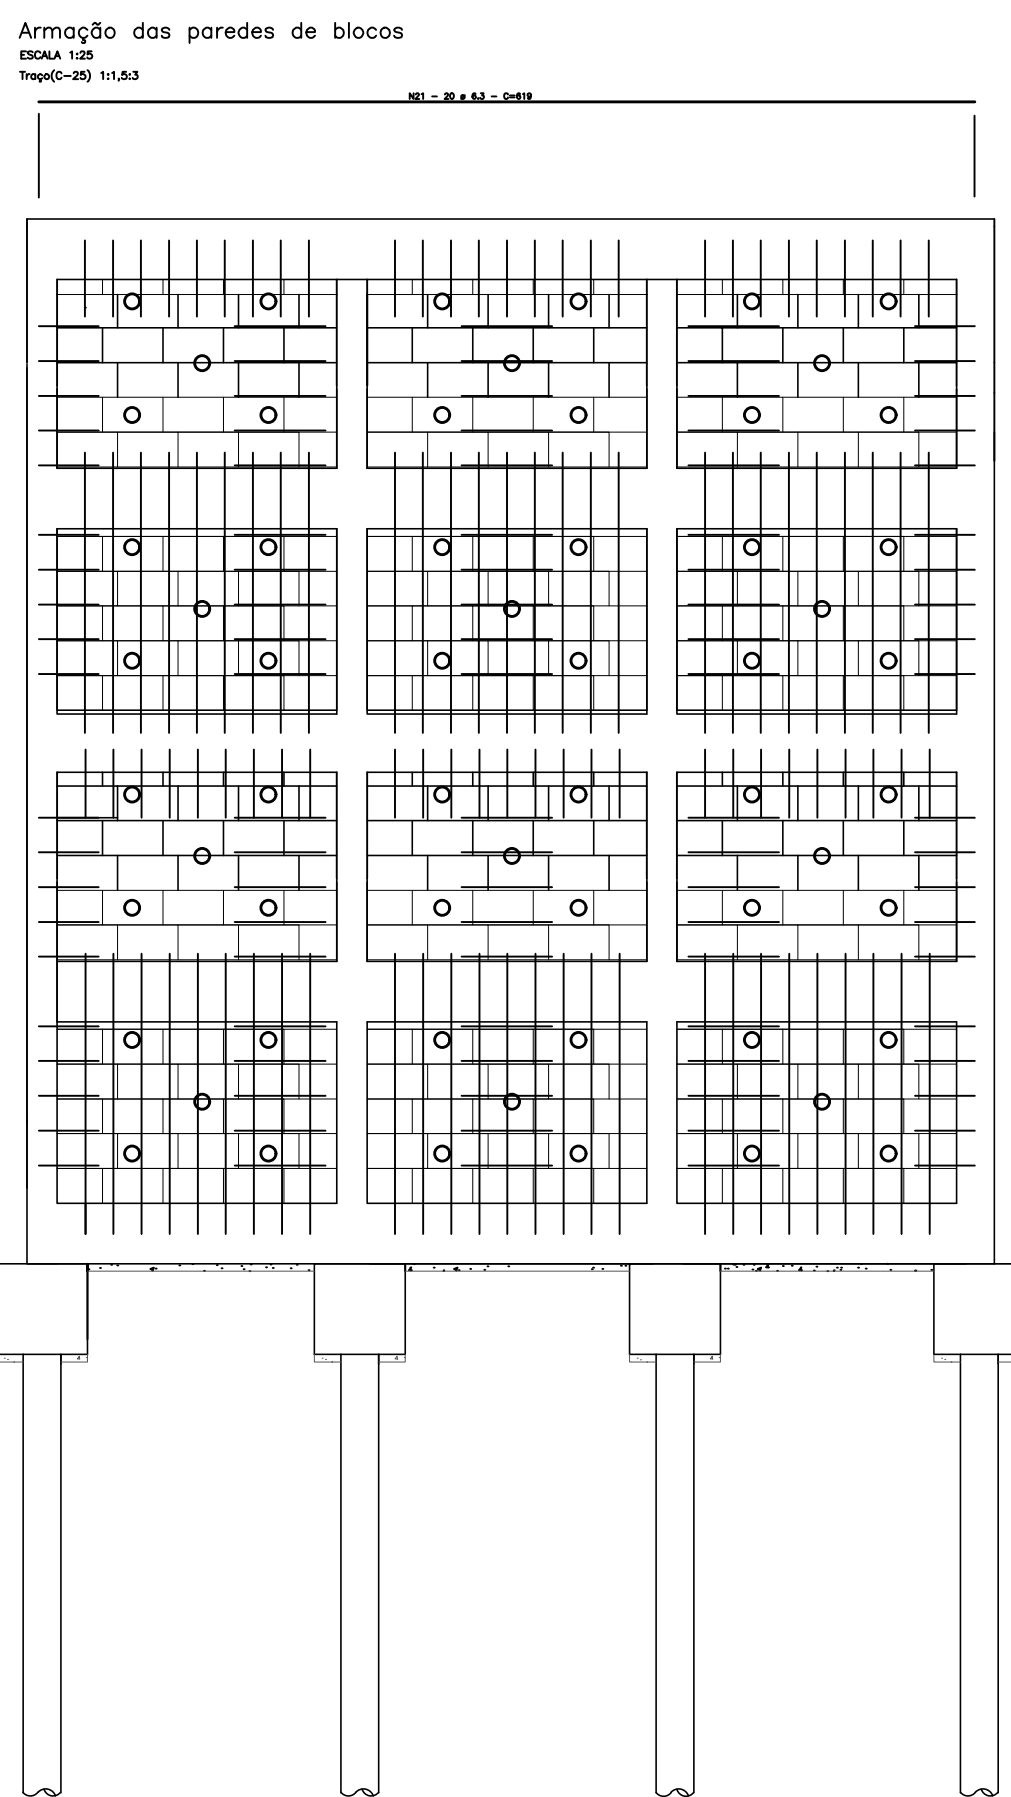 Armação das paredes de blocos
ESCALA 1:25
Traço(C-25) 1:1,5:3
N21 - 20 ø 6.3 - C=619